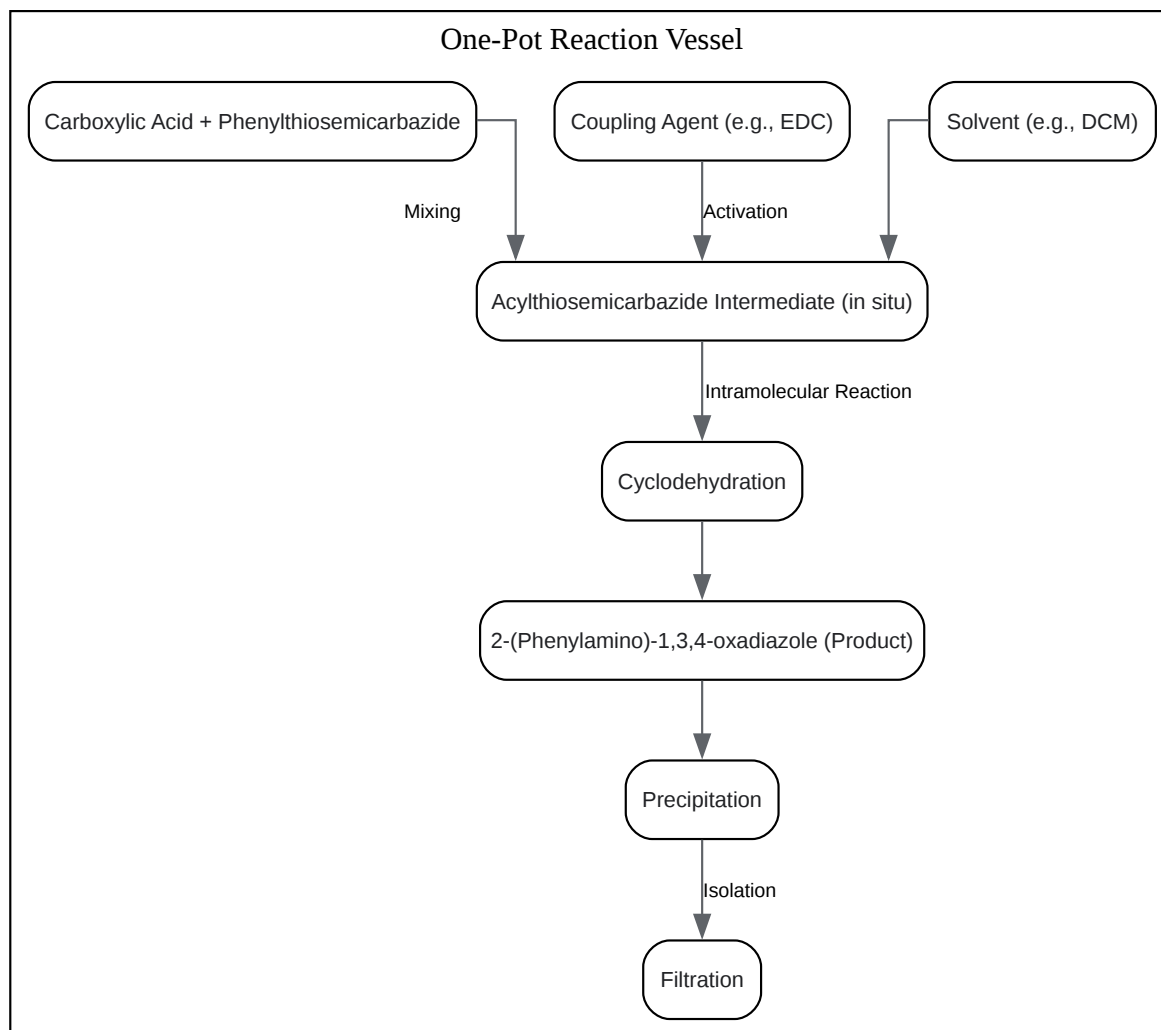 One-Pot Reaction Vessel
Carboxylic Acid + Phenylthiosemicarbazide
Coupling Agent (e.g., EDC)
Solvent (e.g., DCM)
Mixing
Activation
Acylthiosemicarbazide Intermediate (in situ)
Intramolecular Reaction
Cyclodehydration
2-(Phenylamino)-1,3,4-oxadiazole (Product)
Precipitation
Isolation
Filtration